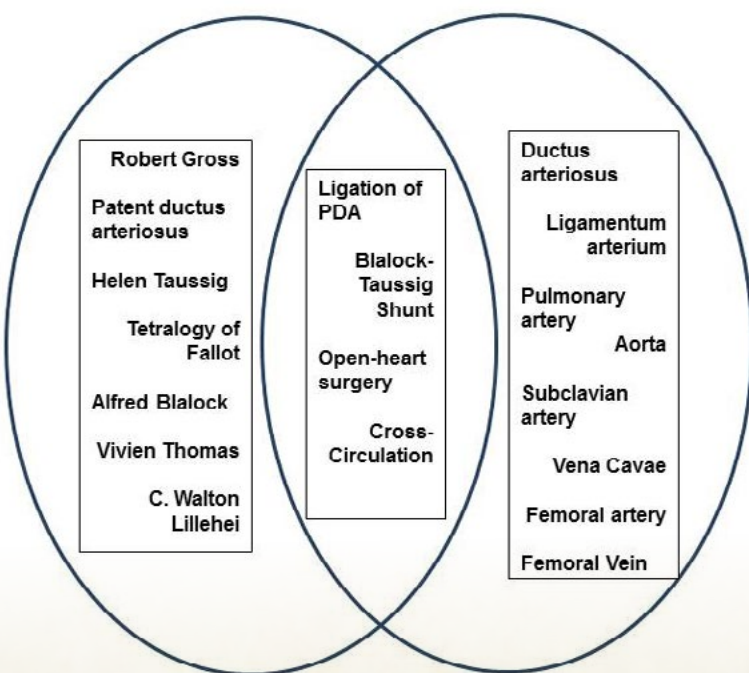 Robert Gross
Patent ductus
arteriosus
Helen Taussig
Tetralogy of
Fallot
Alfred Blalock
Vivien Thomas
C. Walton
Lillehei
Ligation of
PDA
Blalock-
Taussig
Shunt
Open-heart
surgery
Cross-
Circulation
Ductus
arteriosus
Ligamentum
arterium
Pulmonary
artery
Aorta
Subclavian
artery
Vena Cavae
Femoral artery
Femoral Vein